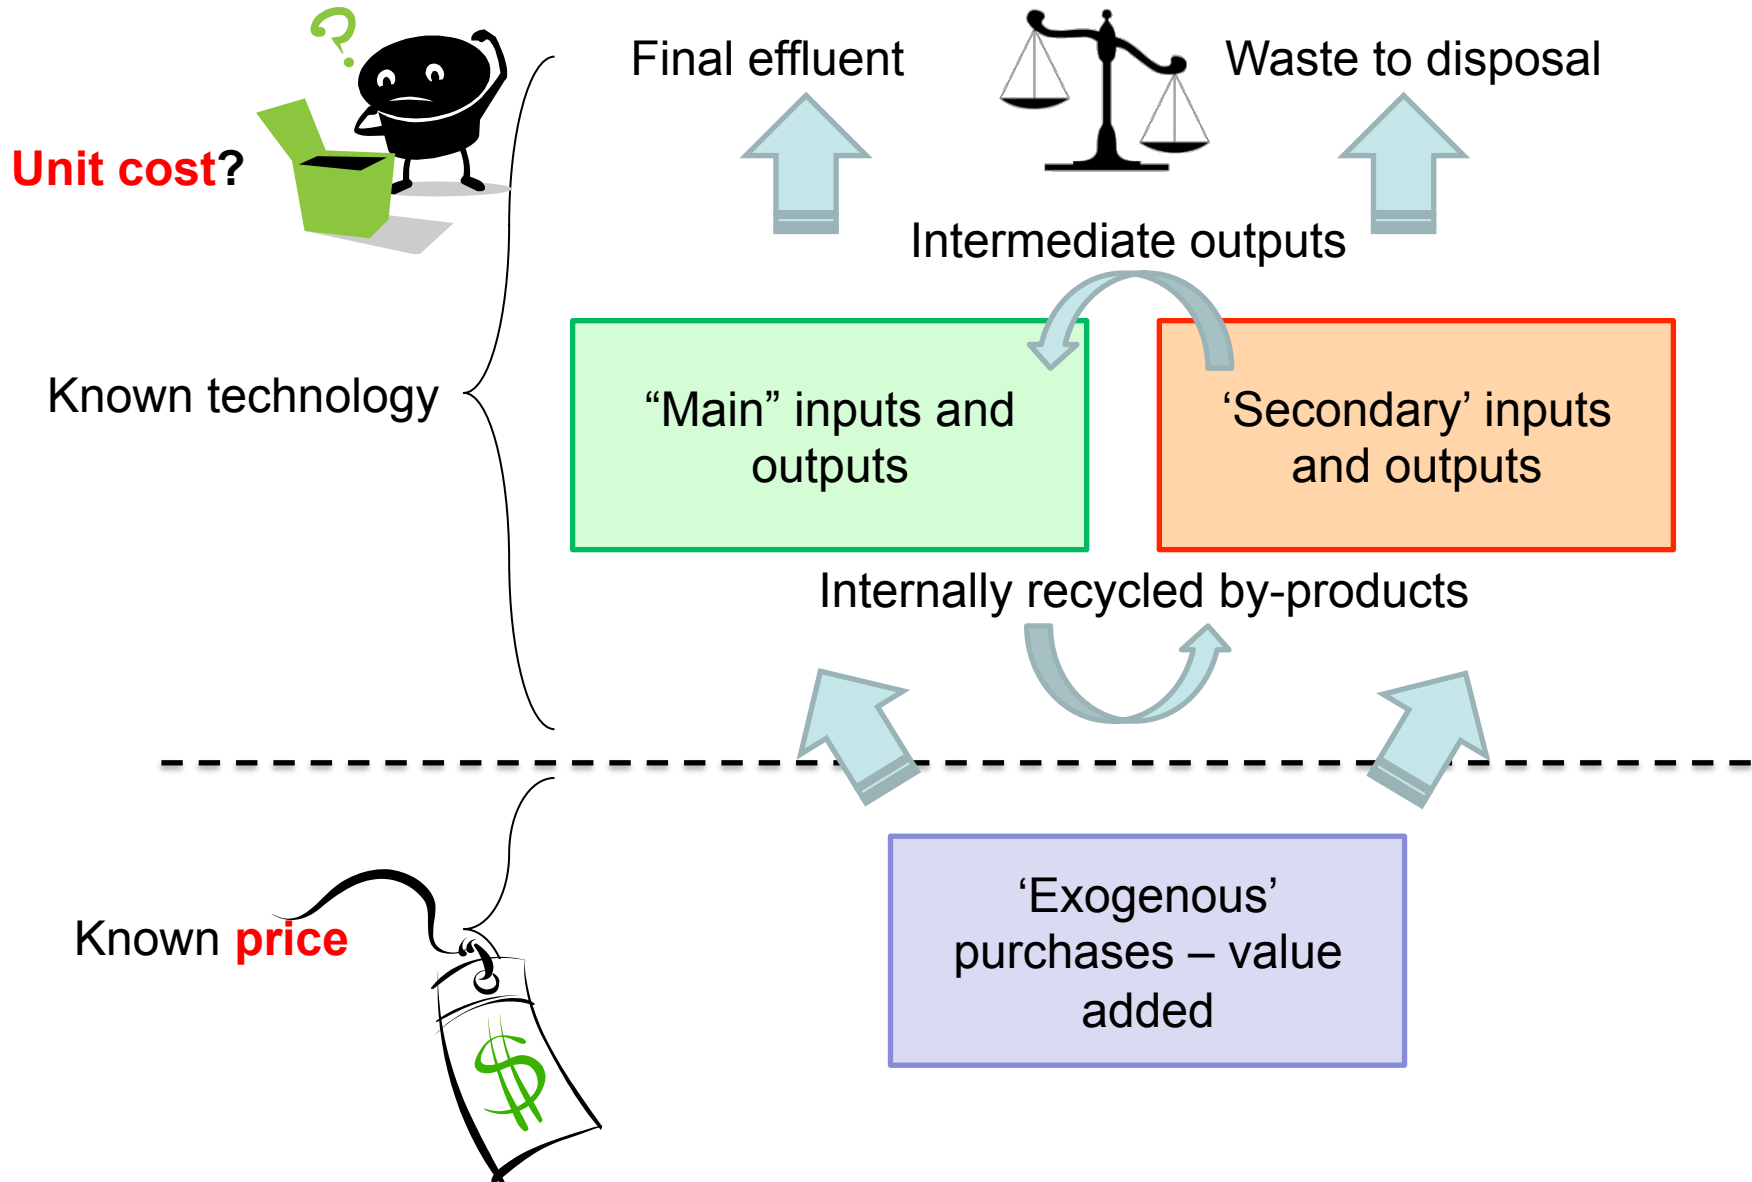 ?
Final effluent
Waste to disposal
Unit cost?
Intermediate outputs
Known technology
“Main” inputs and
outputs
‘Secondary’ inputs
and outputs
Internally recycled by-products
Known price
$
‘Exogenous’
purchases – value
added